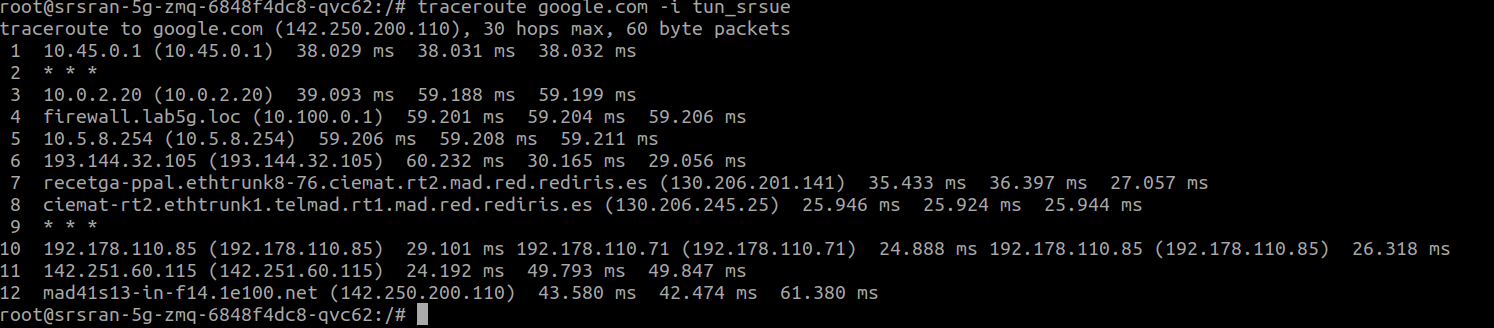 root@srsran-5g-zmq-6848f4dc8-qvc62:/# traceroute google.com -i tun_srsue
traceroute to google.com (142.250.200.110), 30 hops max, 60 byte packets
 1  10.45.0.1 (10.45.0.1)  38.029 ms  38.031 ms  38.032 ms
 2  * * *
 3  10.0.2.20 (10.0.2.20)  39.093 ms  59.188 ms  59.199 ms
 4  firewall.lab5g.loc (10.100.0.1)  59.201 ms  59.204 ms  59.206 ms
 5  10.5.8.254 (10.5.8.254)  59.206 ms  59.208 ms  59.211 ms
 6  193.144.32.105 (193.144.32.105)  60.232 ms  30.165 ms  29.056 ms
 7  recetga-ppal.ethtrunk8-76.ciemat.rt2.mad.red.rediris.es (130.206.201.141)  35.433 ms  36.397 ms  27.057 ms
 8  ciemat-rt2.ethtrunk1.telmad.rt1.mad.red.rediris.es (130.206.245.25)  25.946 ms  25.924 ms  25.944 ms
 9  * * *
10  192.178.110.85 (192.178.110.85)  29.101 ms 192.178.110.71 (192.178.110.71)  24.888 ms 192.178.110.85 (192.178.110.85)  26.318 ms
11  142.251.60.115 (142.251.60.115)  24.192 ms  49.793 ms  49.847 ms
12  mad41s13-in-f14.1e100.net (142.250.200.110)  43.580 ms  42.474 ms  61.380 ms
root@srsran-5g-zmq-6848f4dc8-qvc62:/#